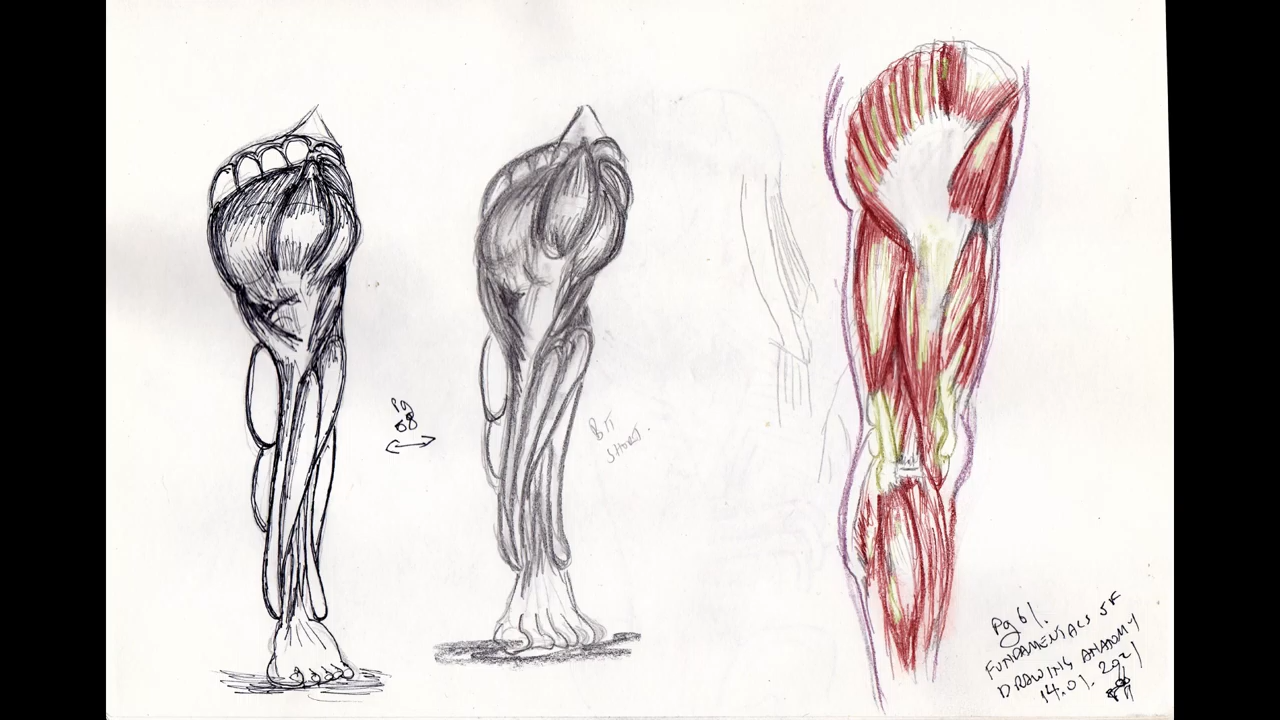 Pg
68
BIT
SHORT.
Pg 61.
FUNDAMENTALS OF
DRAWING ANATOMY
14.01.2021